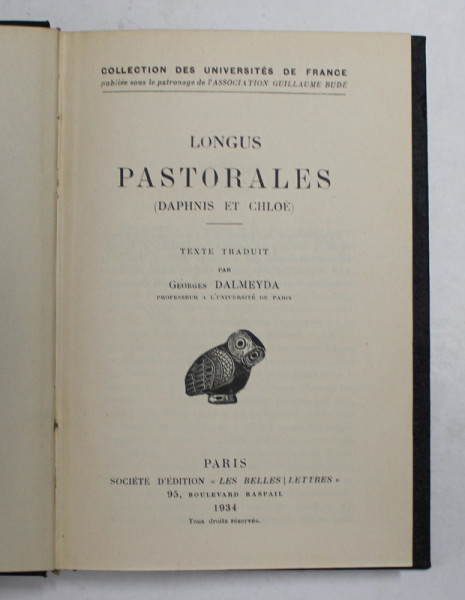 COLLECTION DES UNIVERSITÉS DE FRANCE
publiée sous le patronage de l'ASSOCIATION GUILLAUME BUDÉ
LONGUS
PASTORALES
(DAPHNIS ET CHLOÉ)
TEXTE TRADUIT
PAR
GEORGES DALMEYDA
PROFESSEUR A L'UNIVERSITÉ DE PARIS
PARIS
SOCIÉTÉ D'ÉDITION « LES BELLES LETTRES »
95, BOULEVARD RASPAIL
1934
Tous droits réservés.